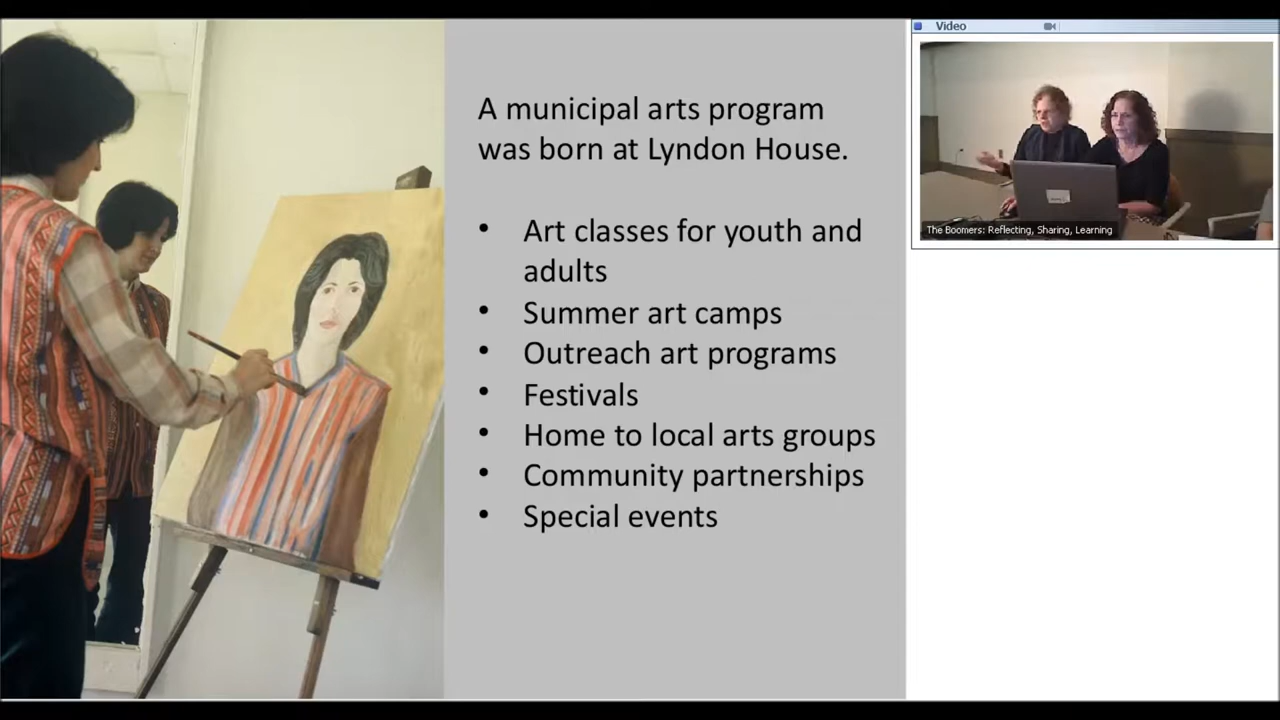 A municipal arts program
was born at Lyndon House.
• Art classes for youth and
adults
• Summer art camps
• Outreach art programs
• Festivals
• Home to local arts groups
• Community partnerships
• Special events
Video
The Boomers: Reflecting, Sharing, Learning